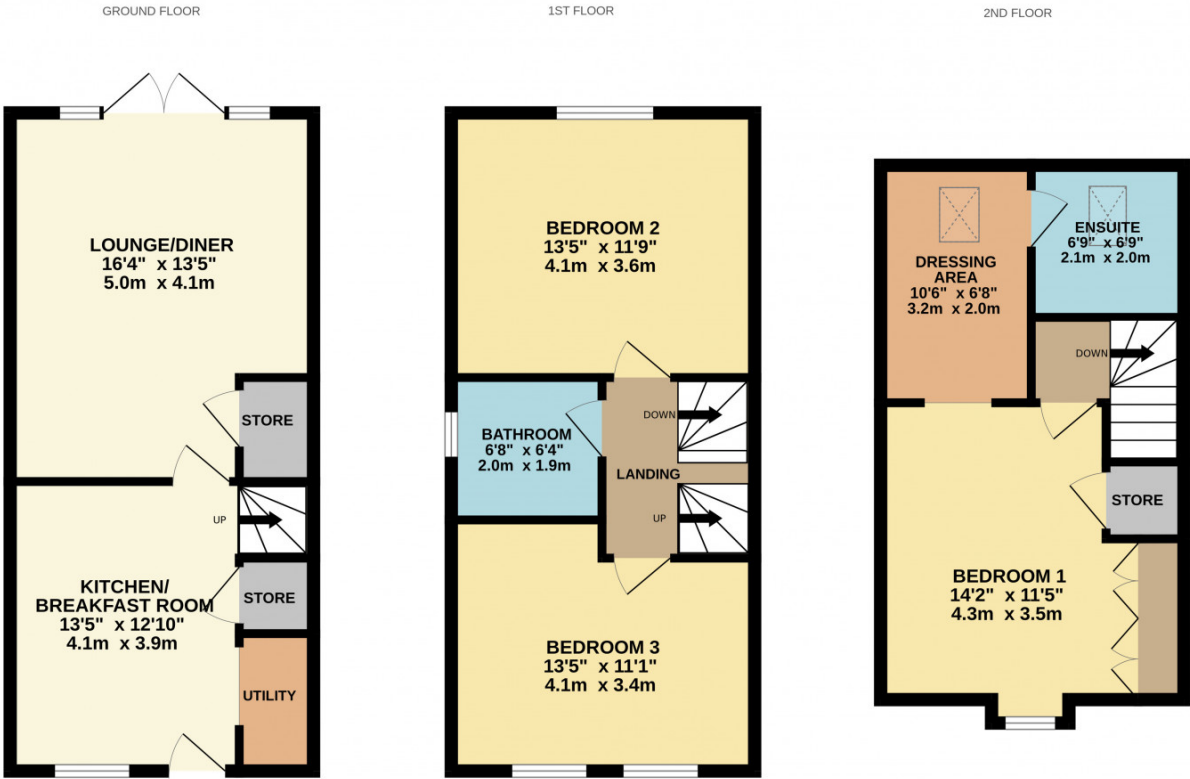 GROUND FLOOR
LOUNGE/DINER
16'4" x 13'5"
5.0m x 4.1m
STORE
UP
KITCHEN/
BREAKFAST ROOM
13'5" x 12'10"
4.1m x 3.9m
STORE
UTILITY
1ST FLOOR
BEDROOM 2
13'5" x 11'9"
4.1m x 3.6m
BATHROOM
6'8" x 6'4"
2.0m x 1.9m
DOWN
LANDING
UP
BEDROOM 3
13'5" x 11'1"
4.1m x 3.4m
2ND FLOOR
DRESSING
AREA
10'6" x 6'8"
3.2m x 2.0m
ENSUITE
6'9" x 6'9"
2.1m x 2.0m
DOWN
STORE
BEDROOM 1
14'2" x 11'5"
4.3m x 3.5m